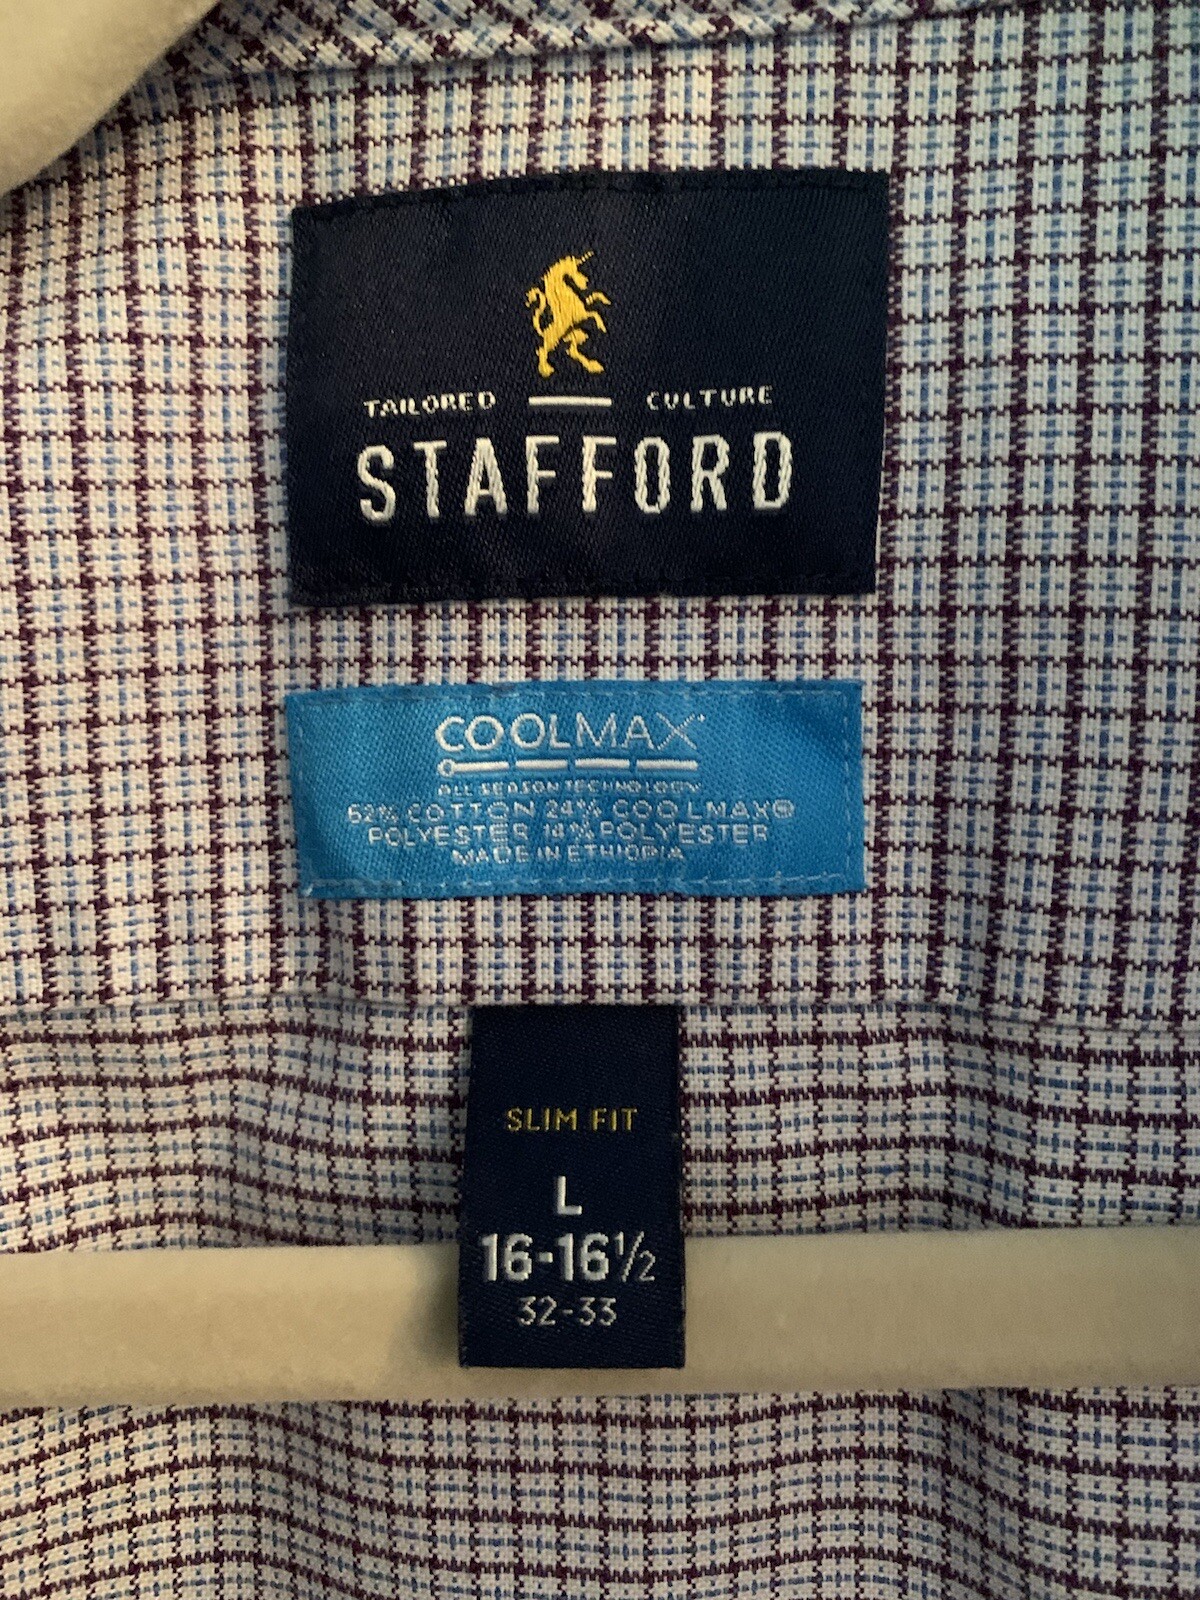 TAILORED CULTURE
STAFFORD
COOLMAX
ALL SEASON TECHNOLOGY
62% COTTON 24% COOLMAX®
POLYESTER 14% POLYESTER
MADE IN ETHIOPIA
SLIM FIT
L
16-16½
32-33